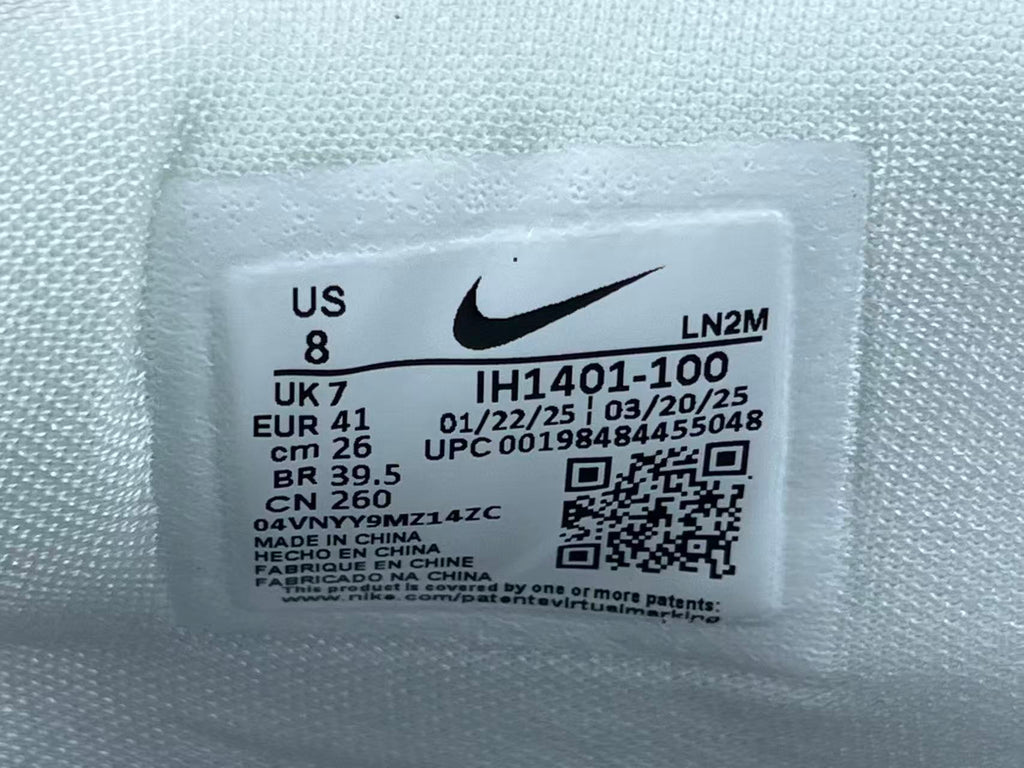 US
8
LN2M
UK 7
IH1401-100
EUR 41
01/22/25 ¦ 03/20/25
cm 26
UPC 00198484455048
BR 39.5
CN 260
04VNYY9MZ14ZC
MADE IN CHINA
HECHO EN CHINA
FABRIQUE EN CHINE
FABRICADO NA CHINA
This product is covered by one or more patents:
www.nike.com/patentsvirtualmarking